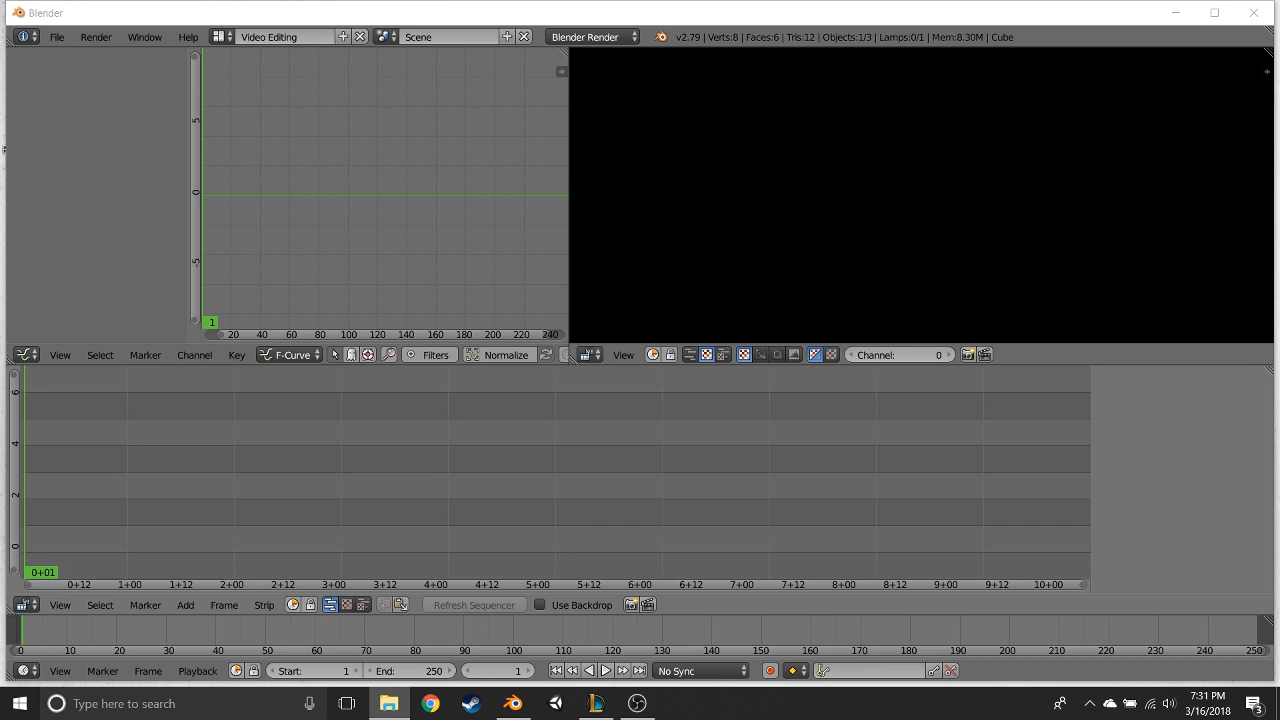 Blender
File Render Window Help Video Editing Scene Blender Render v2.79 | Verts:8 | Faces:6 | Tris:12 | Objects:1/3 | Lamps:0/1 | Mem:8.30M | Cube
5
0
-5
1
20 40 60 80 100 120 140 160 180 200 220 240
View Select Marker Channel Key F-Curve Filters Normalize
View Channel: 0
6
4
2
0
0+01
0+12 1+00 1+12 2+00 2+12 3+00 3+12 4+00 4+12 5+00 5+12 6+00 6+12 7+00 7+12 8+00 8+12 9+00 9+12 10+00
View Select Marker Add Frame Strip Refresh Sequencer Use Backdrop
0 10 20 30 40 50 60 70 80 90 100 110 120 130 140 150 160 170 180 190 200 210 220 230 240 250
View Marker Frame Playback Start: 1 End: 250 1 No Sync
Type here to search
7:31 PM
3/16/2018
3